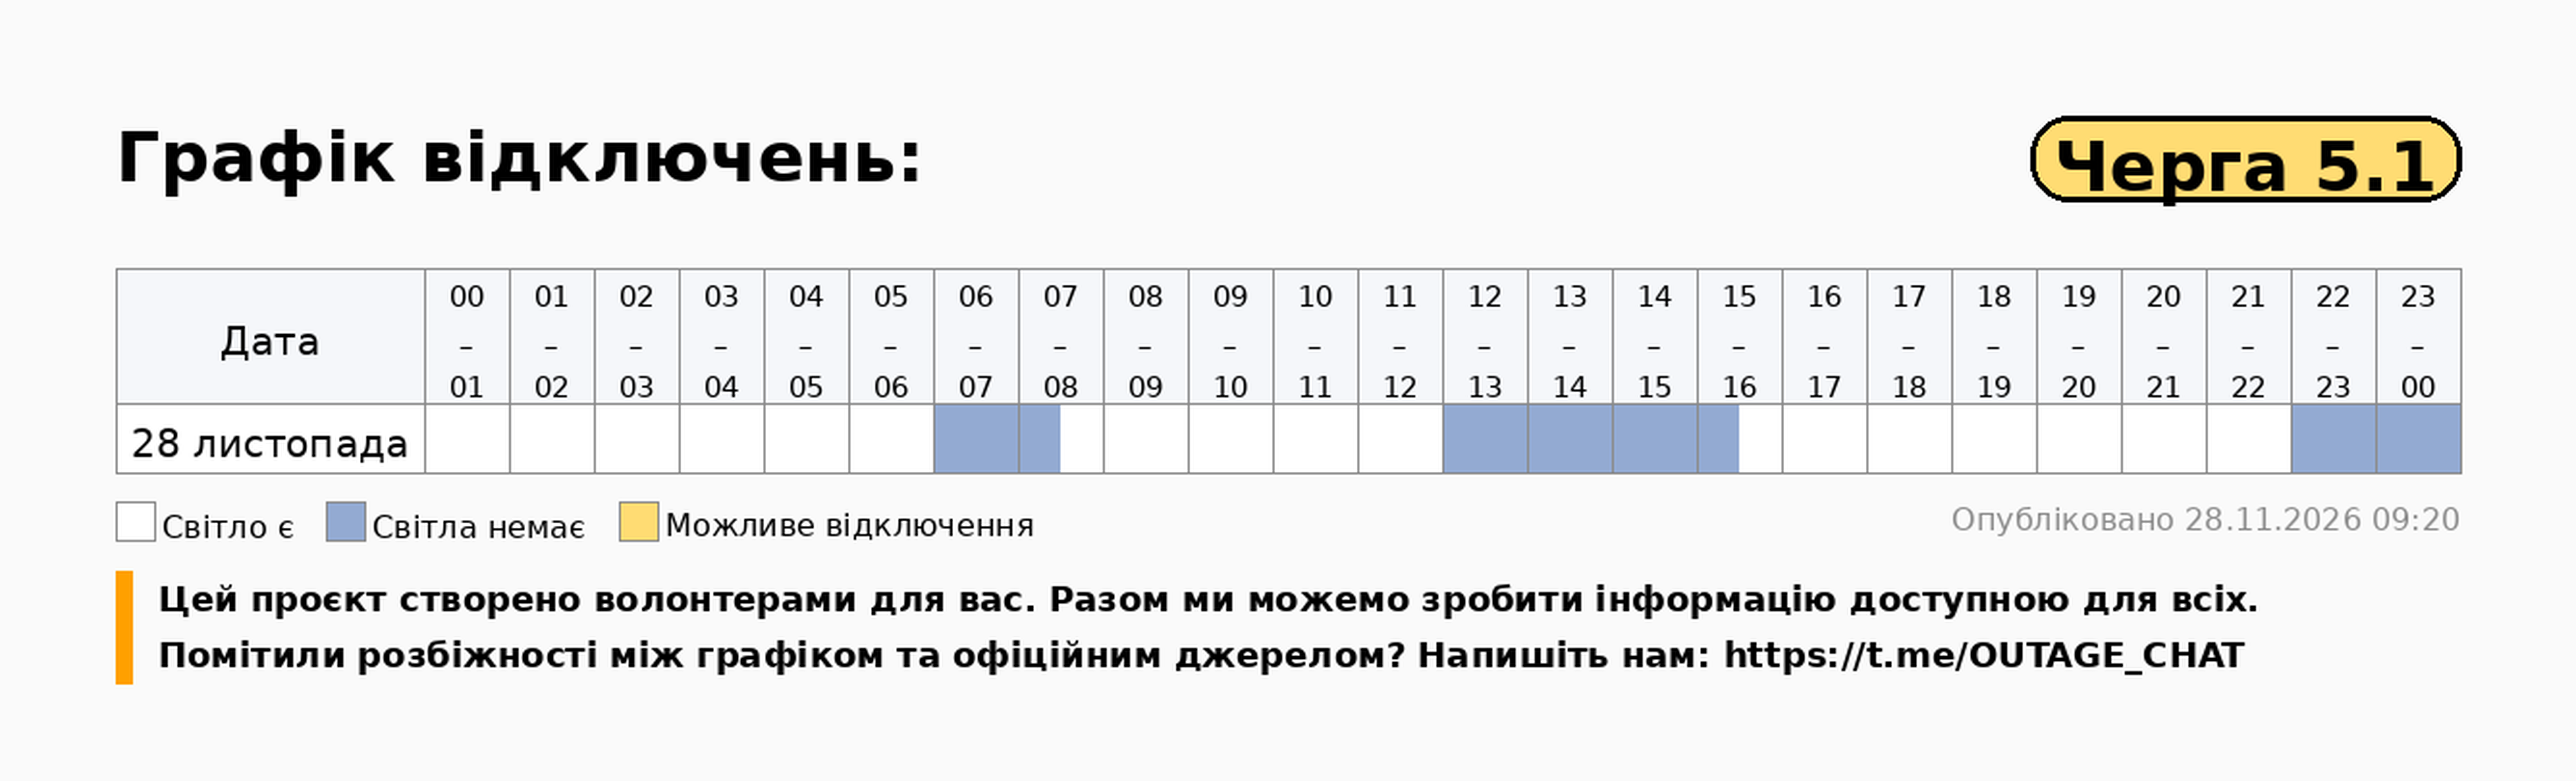 Графік відключень:
Черга 5.1
Дата
00 – 01
01 – 02
02 – 03
03 – 04
04 – 05
05 – 06
06 – 07
07 – 08
08 – 09
09 – 10
10 – 11
11 – 12
12 – 13
13 – 14
14 – 15
15 – 16
16 – 17
17 – 18
18 – 19
19 – 20
20 – 21
21 – 22
22 – 23
23 – 00
28 листопада
Світло є
Світла немає
Можливе відключення
Опубліковано 28.11.2026 09:20
Цей проєкт створено волонтерами для вас. Разом ми можемо зробити інформацію доступною для всіх.
Помітили розбіжності між графіком та офіційним джерелом? Напишіть нам: https://t.me/OUTAGE_CHAT